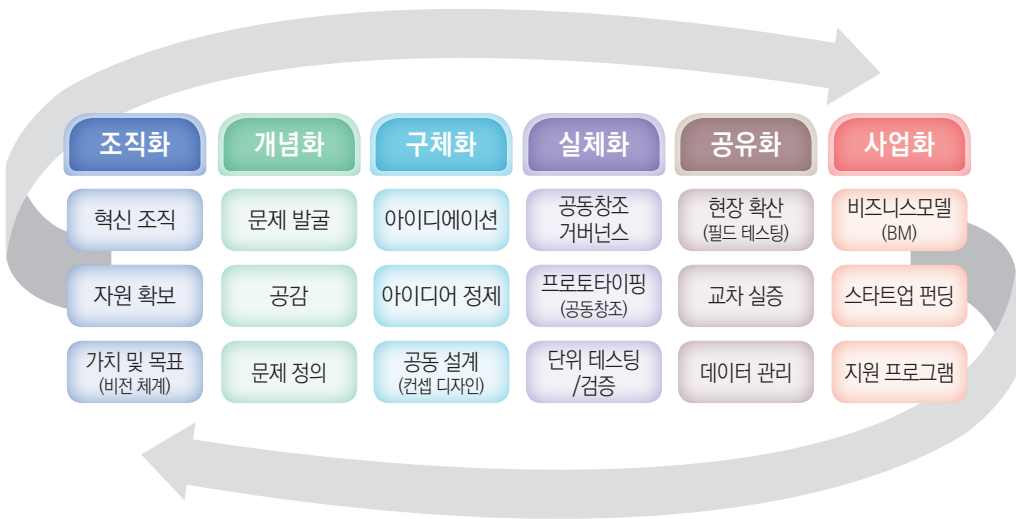 조직화
개념화
구체화
실체화
공유화
사업화
혁신 조직
문제 발굴
아이디에이션
공동창조
거버넌스
현장 확산
(필드 테스팅)
비즈니스모델
(BM)
자원 확보
공감
아이디어 정제
프로토타이핑
(공동창조)
교차 실증
스타트업 펀딩
가치 및 목표
(비전 체계)
문제 정의
공동 설계
(컨셉 디자인)
단위 테스팅
/검증
데이터 관리
지원 프로그램